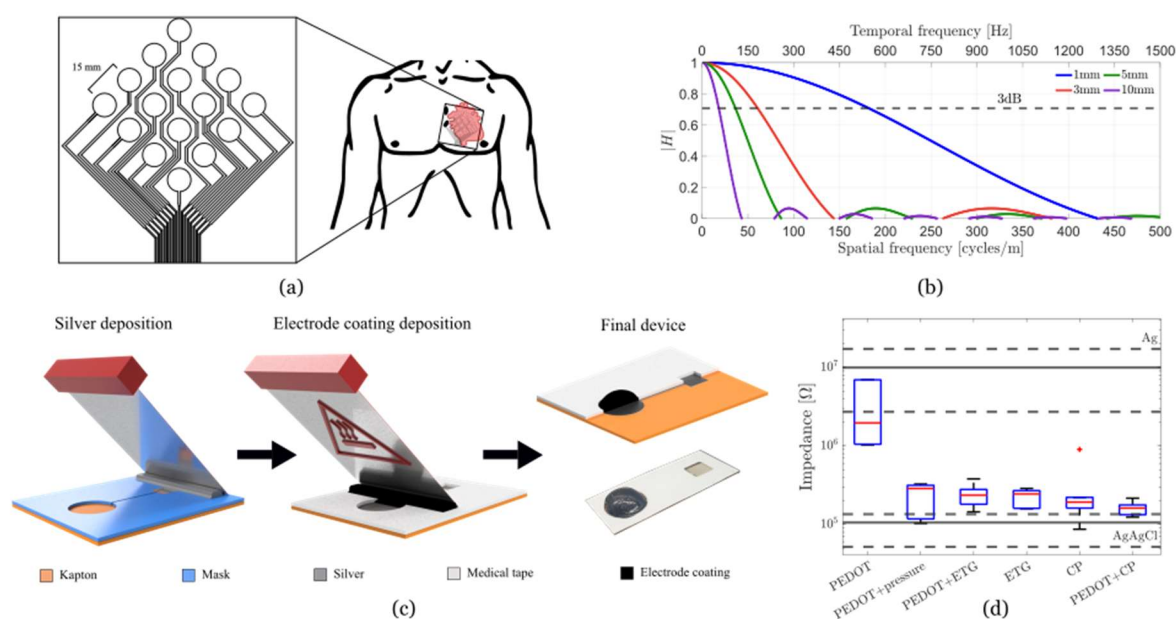 15 mm
(a)
Temporal frequency [Hz]
0 150 300 450 600 750 900 1050 1200 1350 1500
1
0.8
0.6
0.4
0.2
0
|H|
1mm 5mm
3mm 10mm
3dB
0 50 100 150 200 250 300 350 400 450 500
Spatial frequency [cycles/m]
(b)
Silver deposition
Electrode coating deposition
Final device
Kapton
Mask
Silver
Medical tape
Electrode coating
(c)
Impedance [Ω]
10⁷
10⁶
10⁵
Ag
AgAgCl
PEDOT
PEDOT+pressure
PEDOT+ETG
ETG
CP
PEDOT+CP
(d)